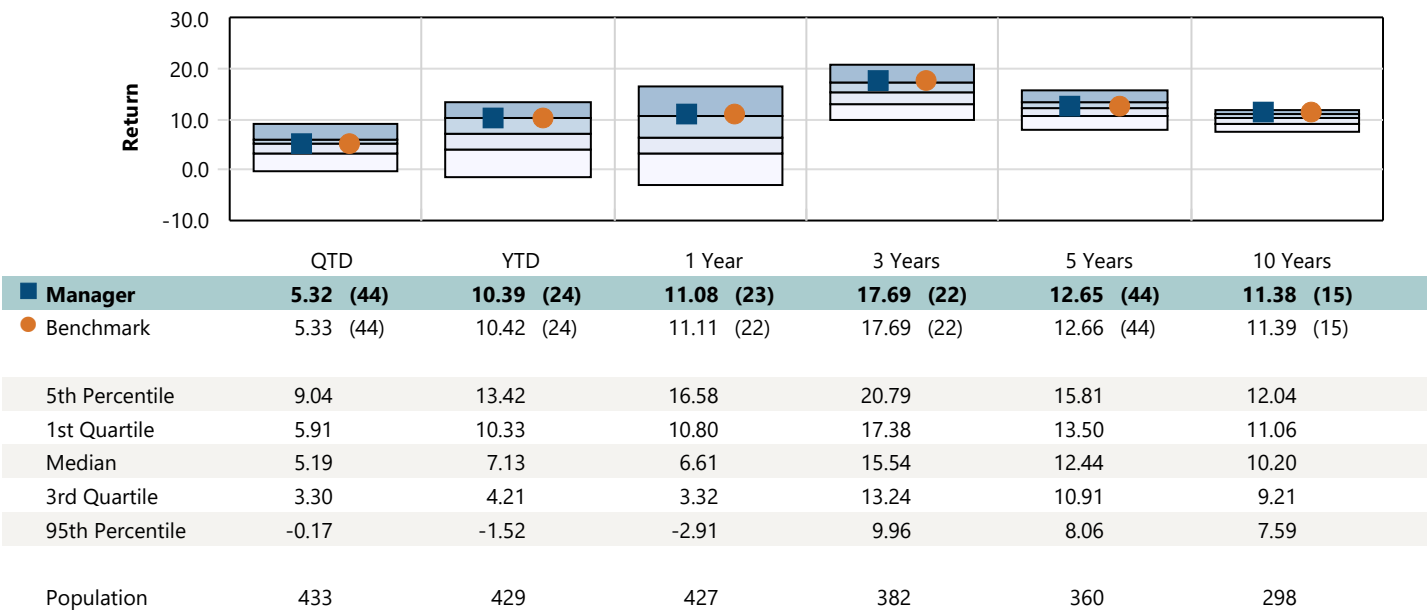 30.0
20.0
10.0
0.0
-10.0
Return
QTD YTD 1 Year 3 Years 5 Years 10 Years
Manager 5.32 (44) 10.39 (24) 11.08 (23) 17.69 (22) 12.65 (44) 11.38 (15)
Benchmark 5.33 (44) 10.42 (24) 11.11 (22) 17.69 (22) 12.66 (44) 11.39 (15)
5th Percentile 9.04 13.42 16.58 20.79 15.81 12.04
1st Quartile 5.91 10.33 10.80 17.38 13.50 11.06
Median 5.19 7.13 6.61 15.54 12.44 10.20
3rd Quartile 3.30 4.21 3.32 13.24 10.91 9.21
95th Percentile -0.17 -1.52 -2.91 9.96 8.06 7.59
Population 433 429 427 382 360 298